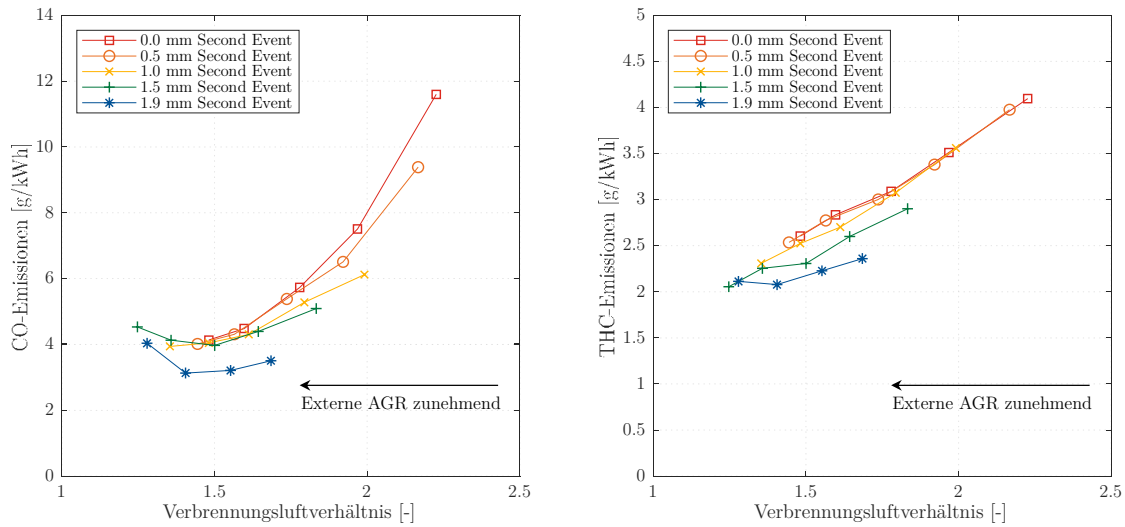 14
12
10
8
6
4
2
0
CO-Emissionen [g/kWh]
0.0 mm Second Event
0.5 mm Second Event
1.0 mm Second Event
1.5 mm Second Event
1.9 mm Second Event
Externe AGR zunehmend
1
1.5
2
2.5
Verbrennungsluftverhältnis [-]
5
4.5
4
3.5
3
2.5
2
1.5
1
0.5
0
THC-Emissionen [g/kWh]
0.0 mm Second Event
0.5 mm Second Event
1.0 mm Second Event
1.5 mm Second Event
1.9 mm Second Event
Externe AGR zunehmend
1
1.5
2
2.5
Verbrennungsluftverhältnis [-]